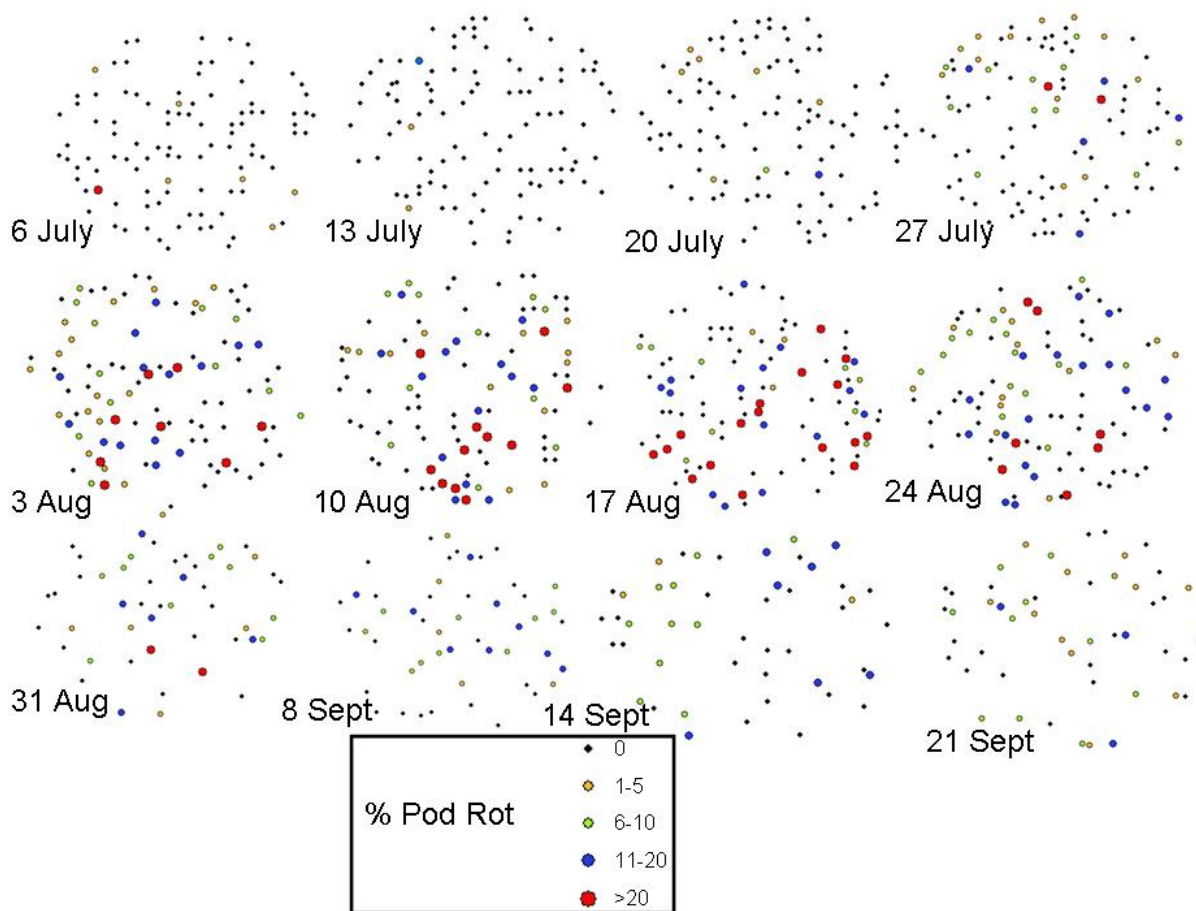 6 July
13 July
20 July
27 July
3 Aug
10 Aug
17 Aug
24 Aug
31 Aug
8 Sept
14 Sept
21 Sept
% Pod Rot
0
1-5
6-10
11-20
>20